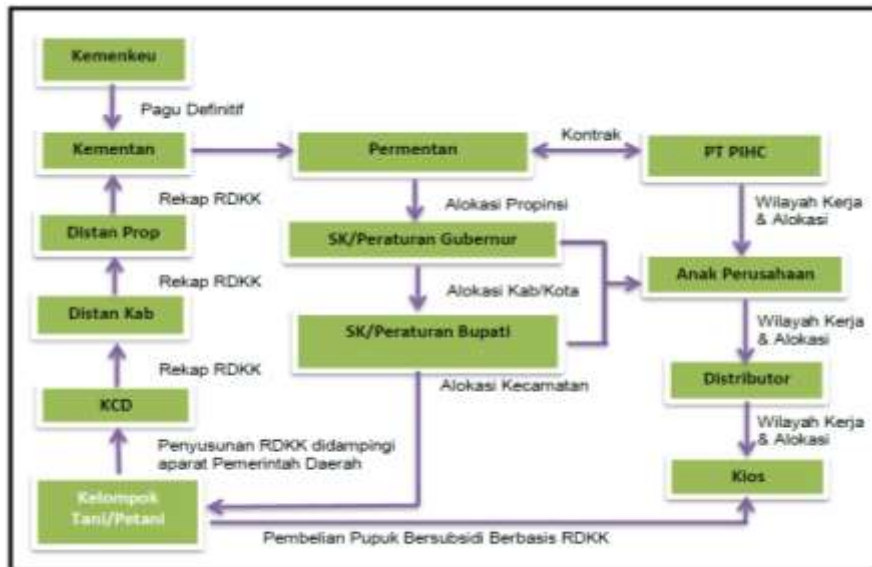 Kemenkeu
Pagu Definitif
Kementan
Permentan
Kontrak
PT PIHC
Rekap RDKK
Alokasi Propinsi
Wilayah Kerja
& Alokasi
Distan Prop
SK/Peraturan Gubernur
Anak Perusahaan
Rekap RDKK
Alokasi Kab/Kota
Distan Kab
SK/Peraturan Bupati
Wilayah Kerja
& Alokasi
Rekap RDKK
Alokasi Kecamatan
Distributor
KCD
Wilayah Kerja
& Alokasi
Penyusunan RDKK didampingi
aparat Pemerintah Daerah
Kelompok
Tani/Petani
Kios
Pembelian Pupuk Bersubsidi Berbasis RDKK